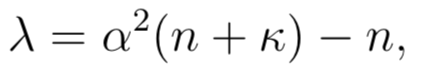 λ = α²(n + κ) − n,